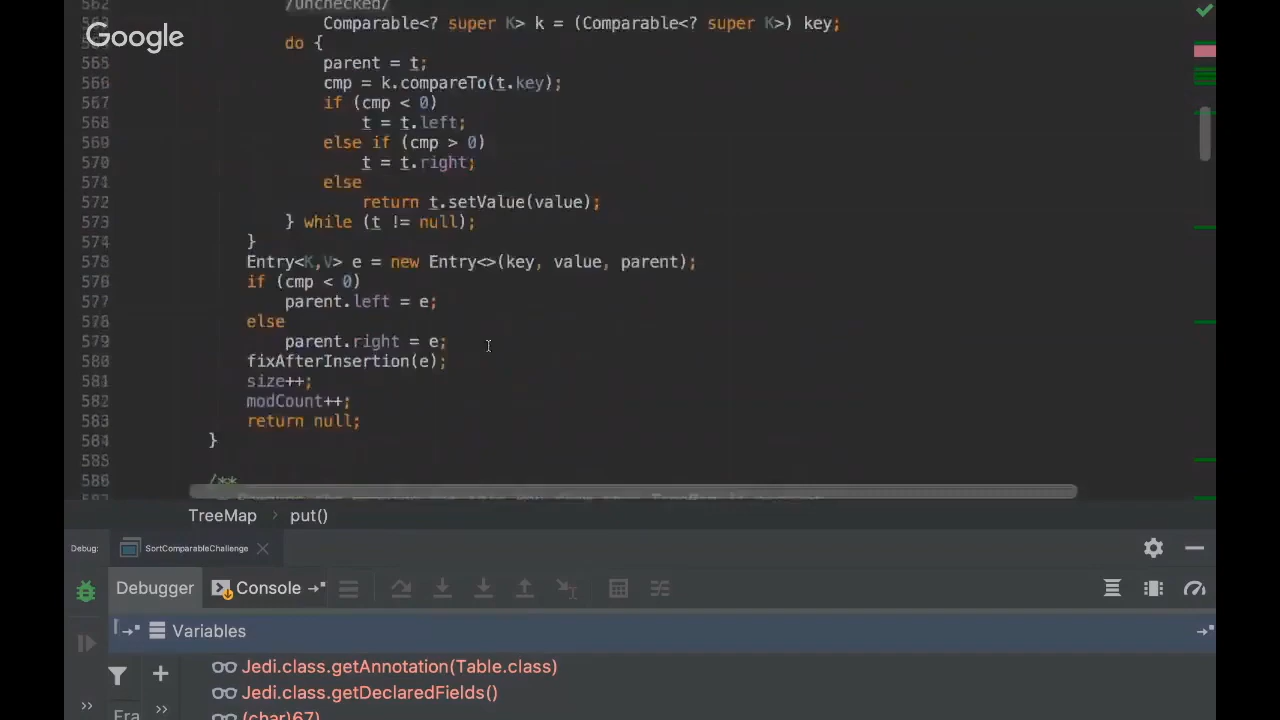 Google
562 /unchecked/
563 Comparable<? super K> k = (Comparable<? super K>) key;
564 do {
565 parent = t;
566 cmp = k.compareTo(t.key);
567 if (cmp < 0)
568 t = t.left;
569 else if (cmp > 0)
570 t = t.right;
571 else
572 return t.setValue(value);
573 } while (t != null);
574 }
575 Entry<K,V> e = new Entry<>(key, value, parent);
576 if (cmp < 0)
577 parent.left = e;
578 else
579 parent.right = e;
580 fixAfterInsertion(e);
581 size++;
582 modCount++;
583 return null;
584 }
585
586 /**
587
TreeMap > put()
Debug: SortComparableChallenge
Debugger Console
Variables
Jedi.class.getAnnotation(Table.class)
Jedi.class.getDeclaredFields()
Fra (char)67)